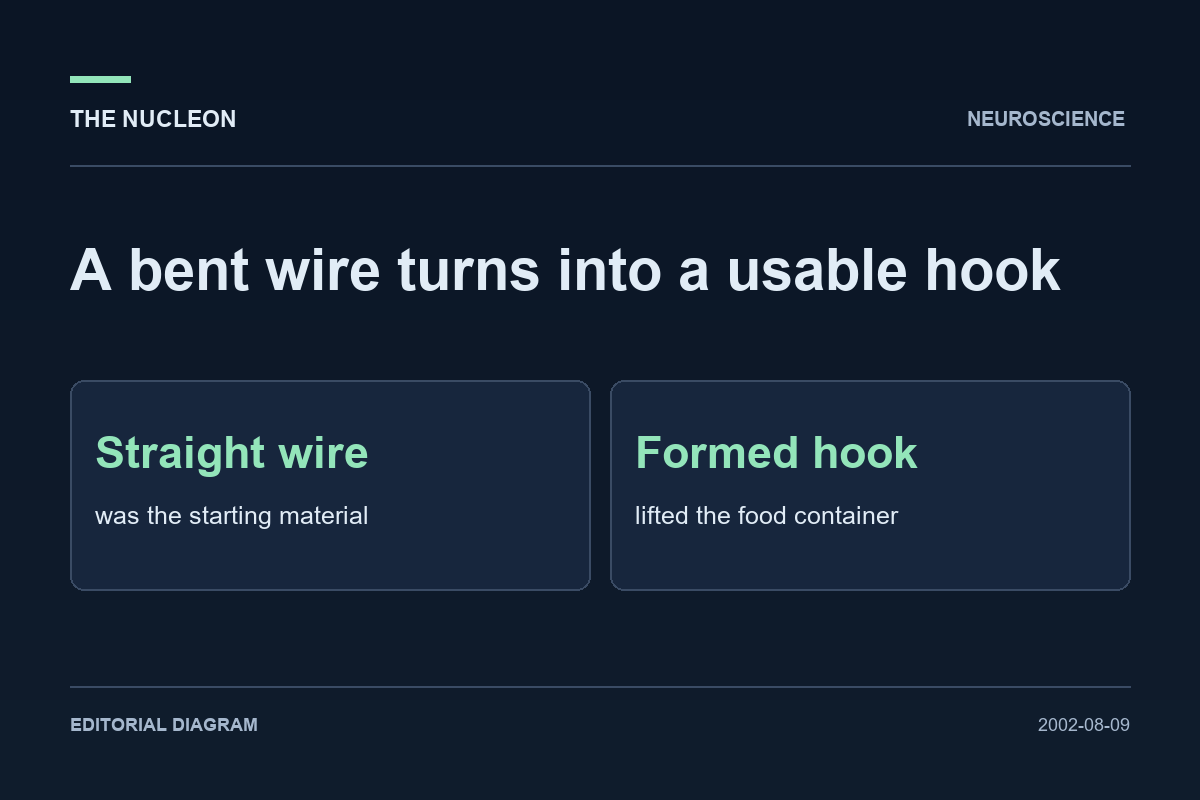 THE NUCLEON
NEUROSCIENCE
A bent wire turns into a usable hook
Straight wire
was the starting material
Formed hook
lifted the food container
EDITORIAL DIAGRAM
2002-08-09